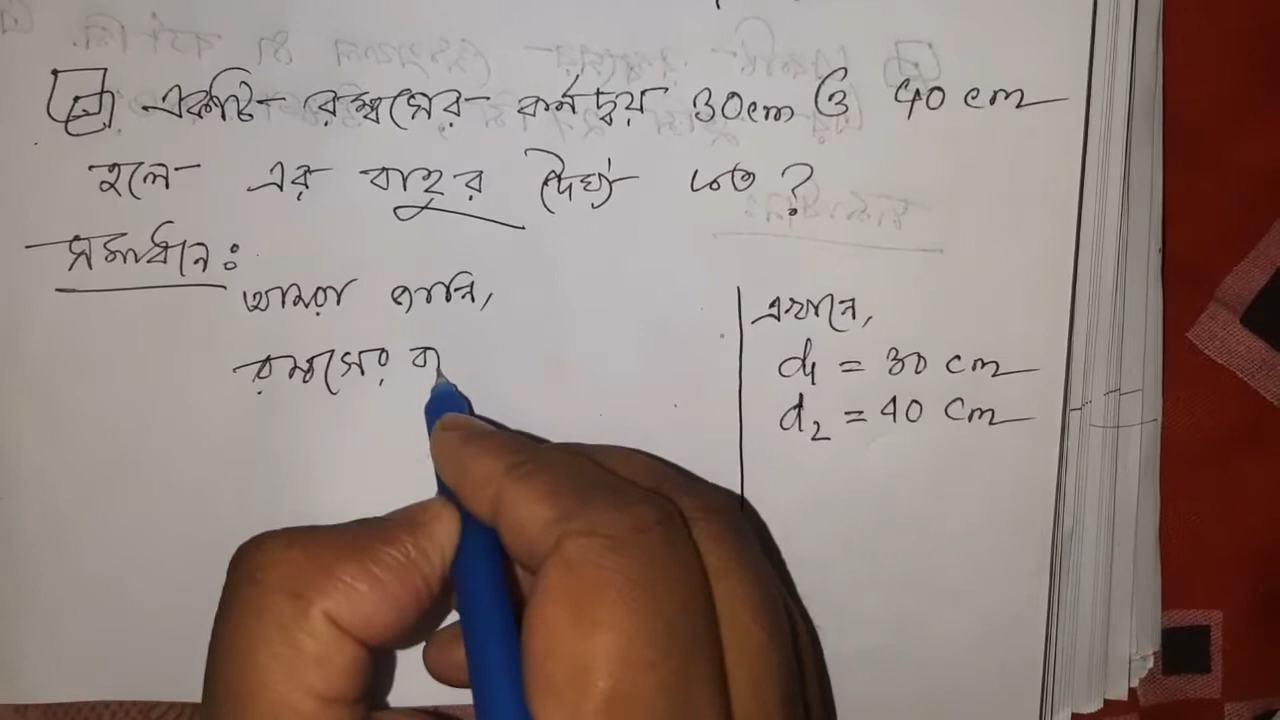 একটি রম্বসের কর্ণদ্বয় 30cm ও 40 cm
হলে এর বাহুর দৈর্ঘ্য কত ?
সমাধান :
আমরা জানি,
রম্বসের বা
এখানে,
d₁ = 30 cm
d₂ = 40 cm